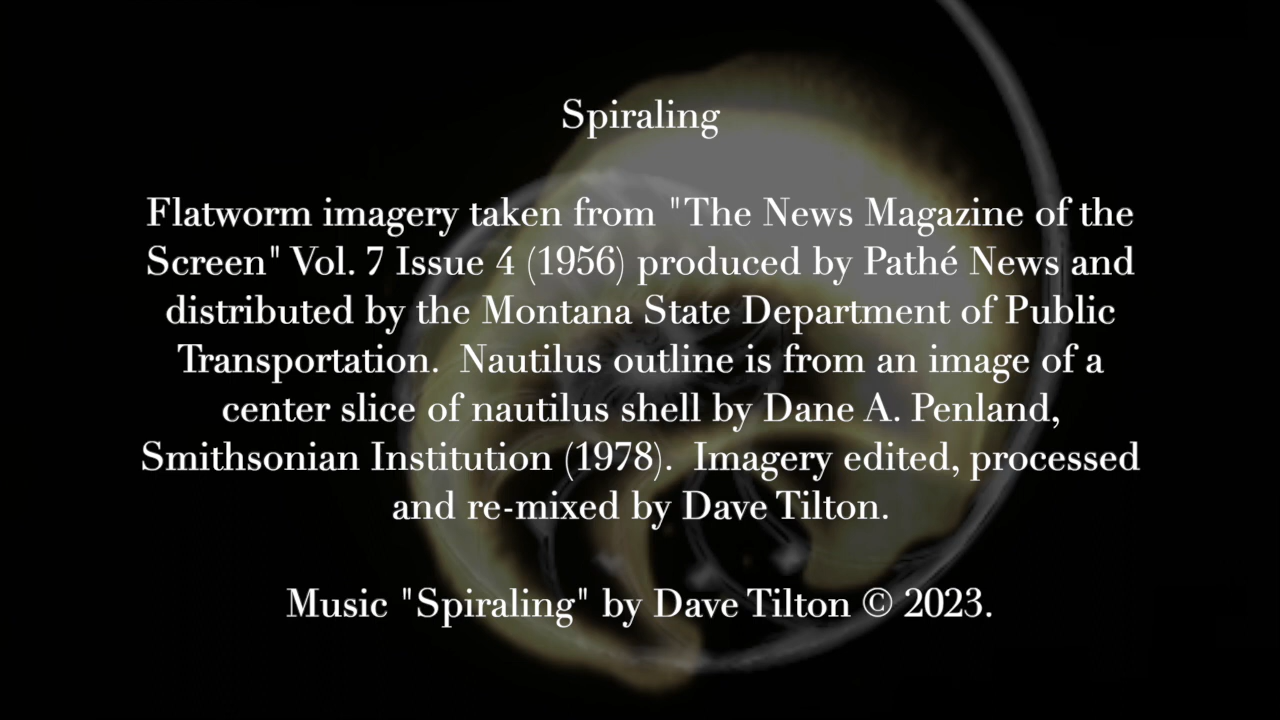 Spiraling
Flatworm imagery taken from "The News Magazine of the
Screen" Vol. 7 Issue 4 (1956) produced by Pathé News and
distributed by the Montana State Department of Public
Transportation.  Nautilus outline is from an image of a
center slice of nautilus shell by Dane A. Penland,
Smithsonian Institution (1978).  Imagery edited, processed
and re-mixed by Dave Tilton.
Music "Spiraling" by Dave Tilton © 2023.